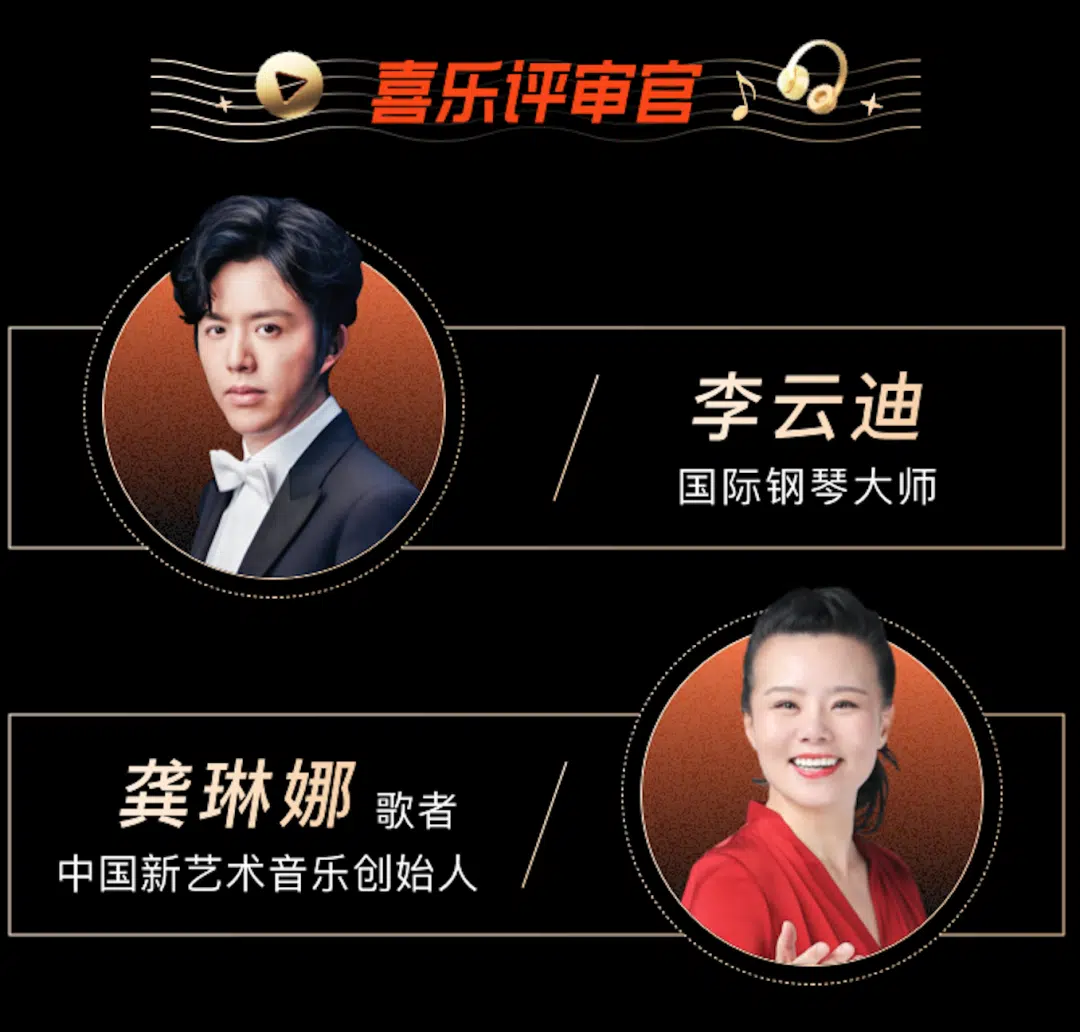 喜乐评审官
李云迪
国际钢琴大师
龚琳娜 歌者
中国新艺术音乐创始人